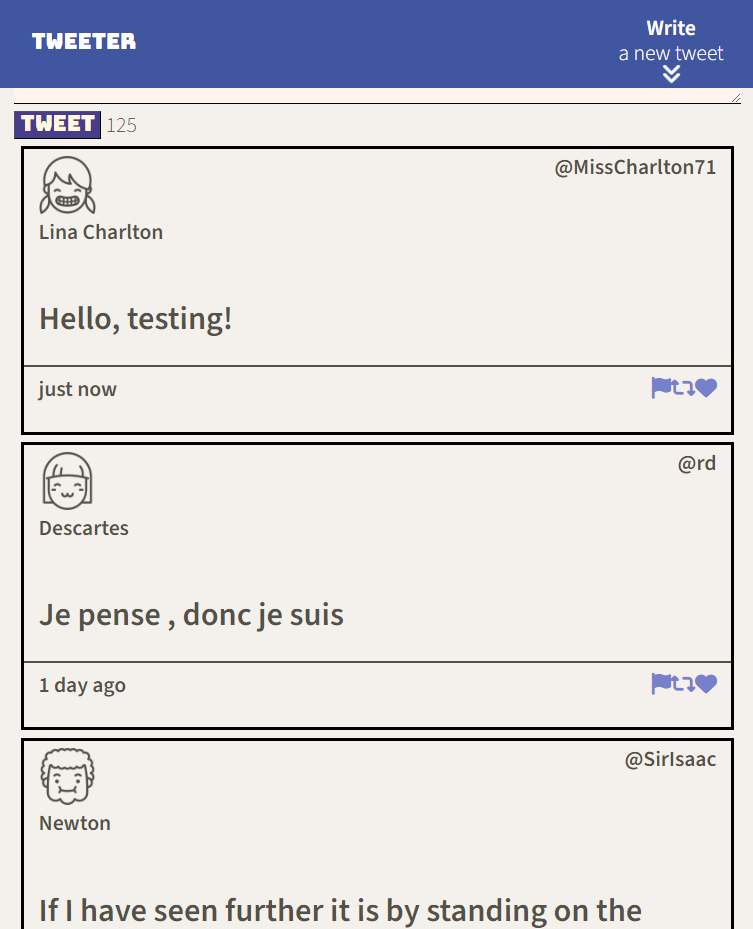 TWEETER
Write
a new tweet
TWEET 125
@MissCharlton71
Lina Charlton
Hello, testing!
just now
@rd
Descartes
Je pense , donc je suis
1 day ago
@SirIsaac
Newton
If I have seen further it is by standing on the